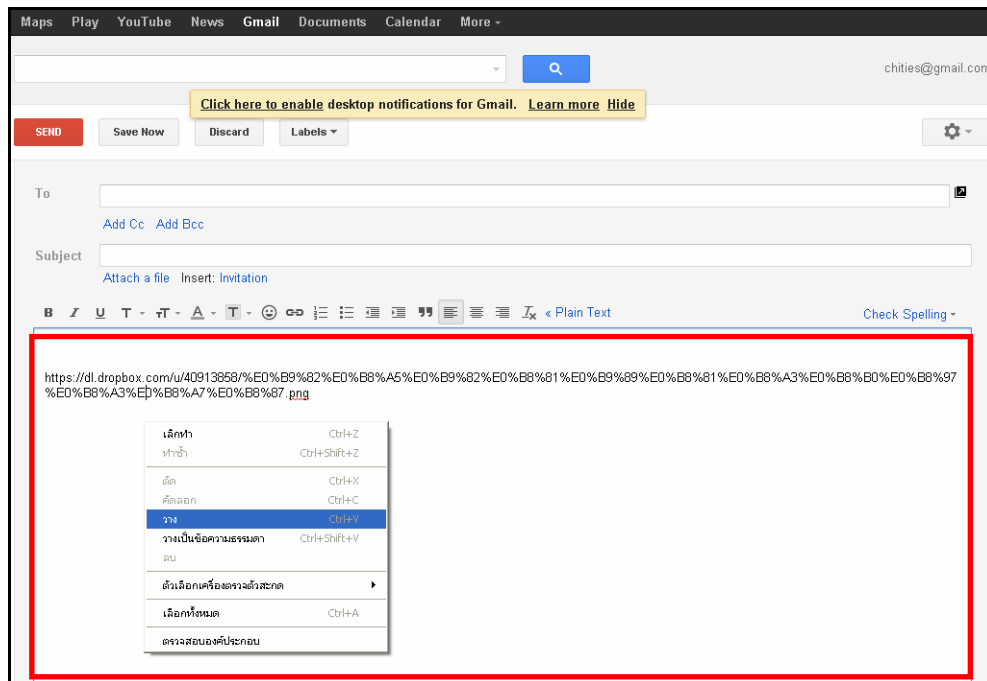 Maps Play YouTube News Gmail Documents Calendar More
chities@gmail.com
Click here to enable desktop notifications for Gmail. Learn more Hide
SEND Save Now Discard Labels
To
Add Cc Add Bcc
Subject
Attach a file Insert: Invitation
B I U T T A T « Plain Text Check Spelling
https://dl.dropbox.com/u/40913858/%E0%B9%82%E0%B8%A5%E0%B9%82%E0%B8%81%E0%B9%89%E0%B8%81%E0%B8%A3%E0%B8%B0%E0%B8%97
%E0%B8%A3%E0%B8%A7%E0%B8%87.png
เลิกทำ Ctrl+Z
ทำซ้ำ Ctrl+Shift+Z
ตัด Ctrl+X
คัดลอก Ctrl+C
วาง Ctrl+V
วางเป็นข้อความธรรมดา Ctrl+Shift+V
ลบ
ตัวเลือกเครื่องตรวจตัวสะกด
เลือกทั้งหมด Ctrl+A
ตรวจสอบองค์ประกอบ